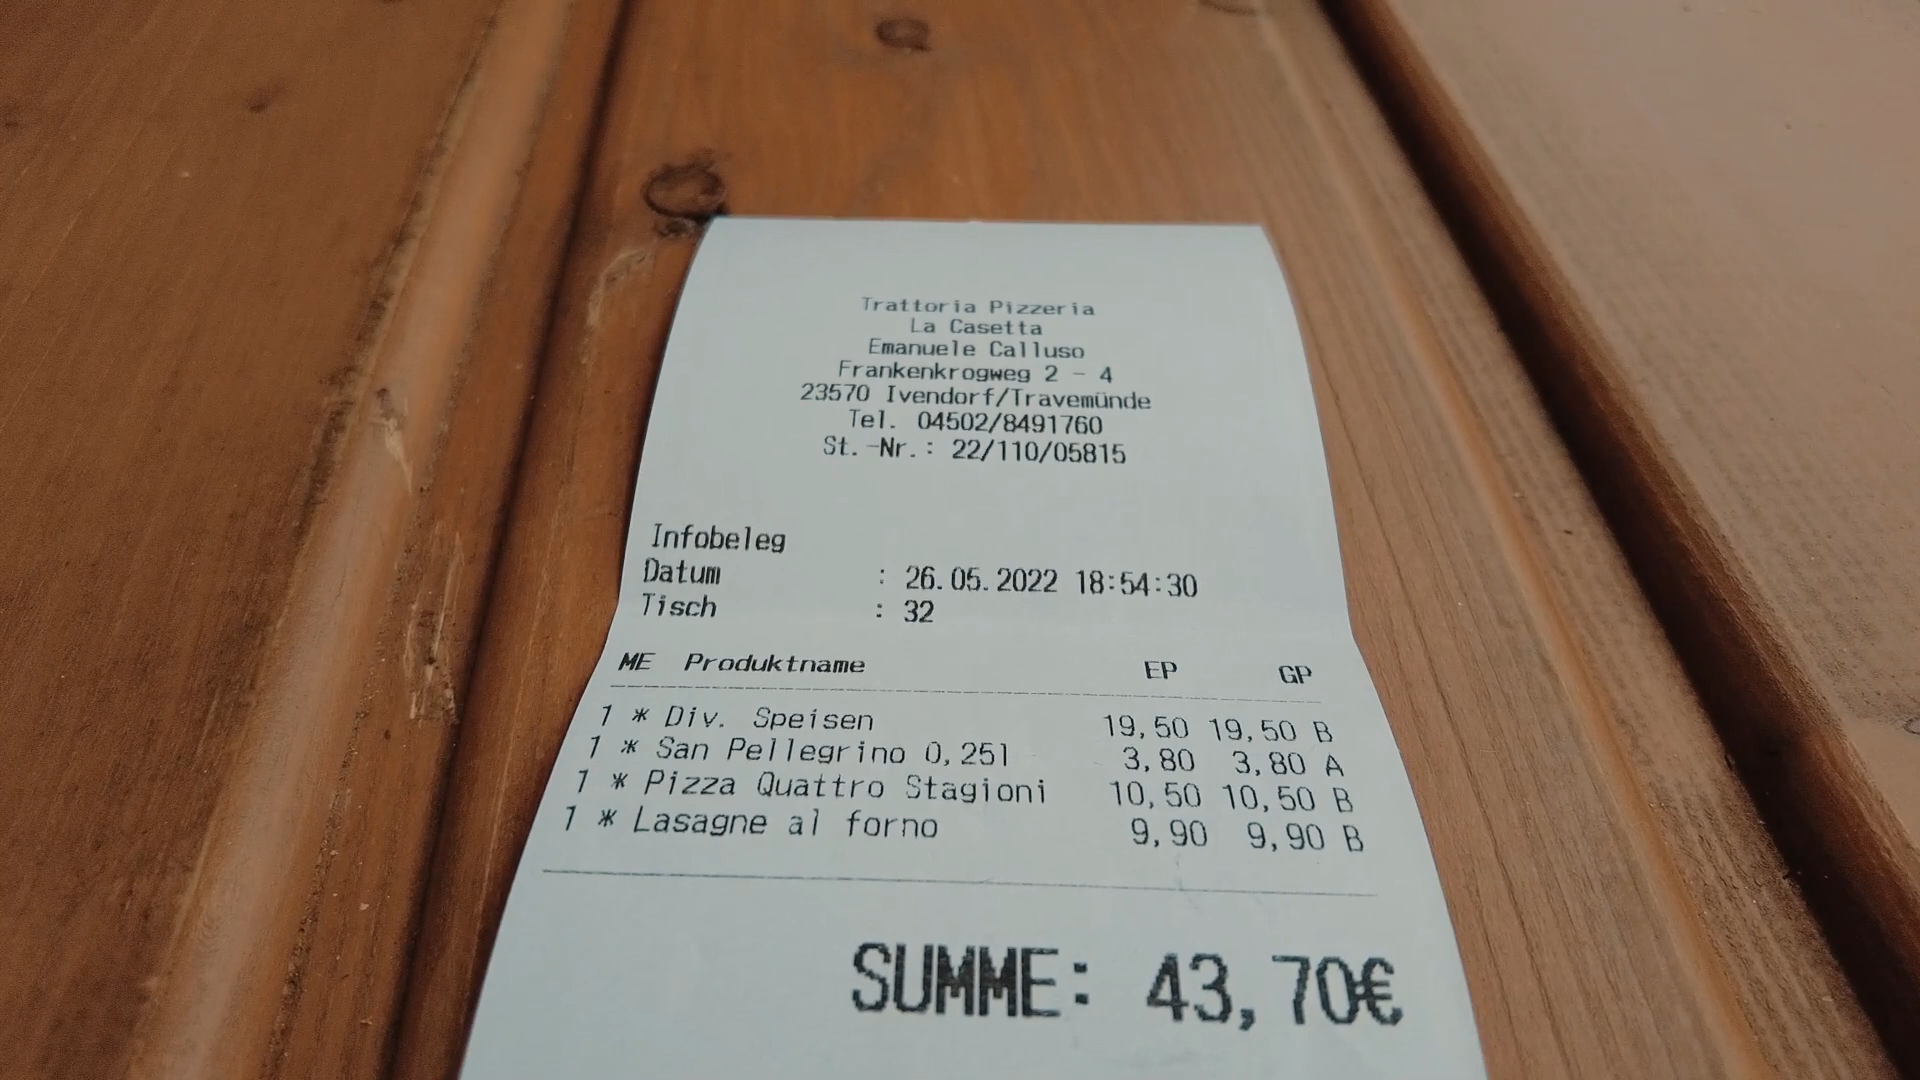 Trattoria Pizzeria
La Casetta
Emanuele Calluso
Frankenkrogweg 2 - 4
23570 Ivendorf/Travemünde
Tel. 04502/8491760
St.-Nr.: 22/110/05815
Infobeleg
Datum : 26.05.2022 18:54:30
Tisch : 32
ME Produktname EP GP
1 * Div. Speisen 19,50 19,50 B
1 * San Pellegrino 0,25l 3,80 3,80 A
1 * Pizza Quattro Stagioni 10,50 10,50 B
1 * Lasagne al forno 9,90 9,90 B
SUMME: 43,70€